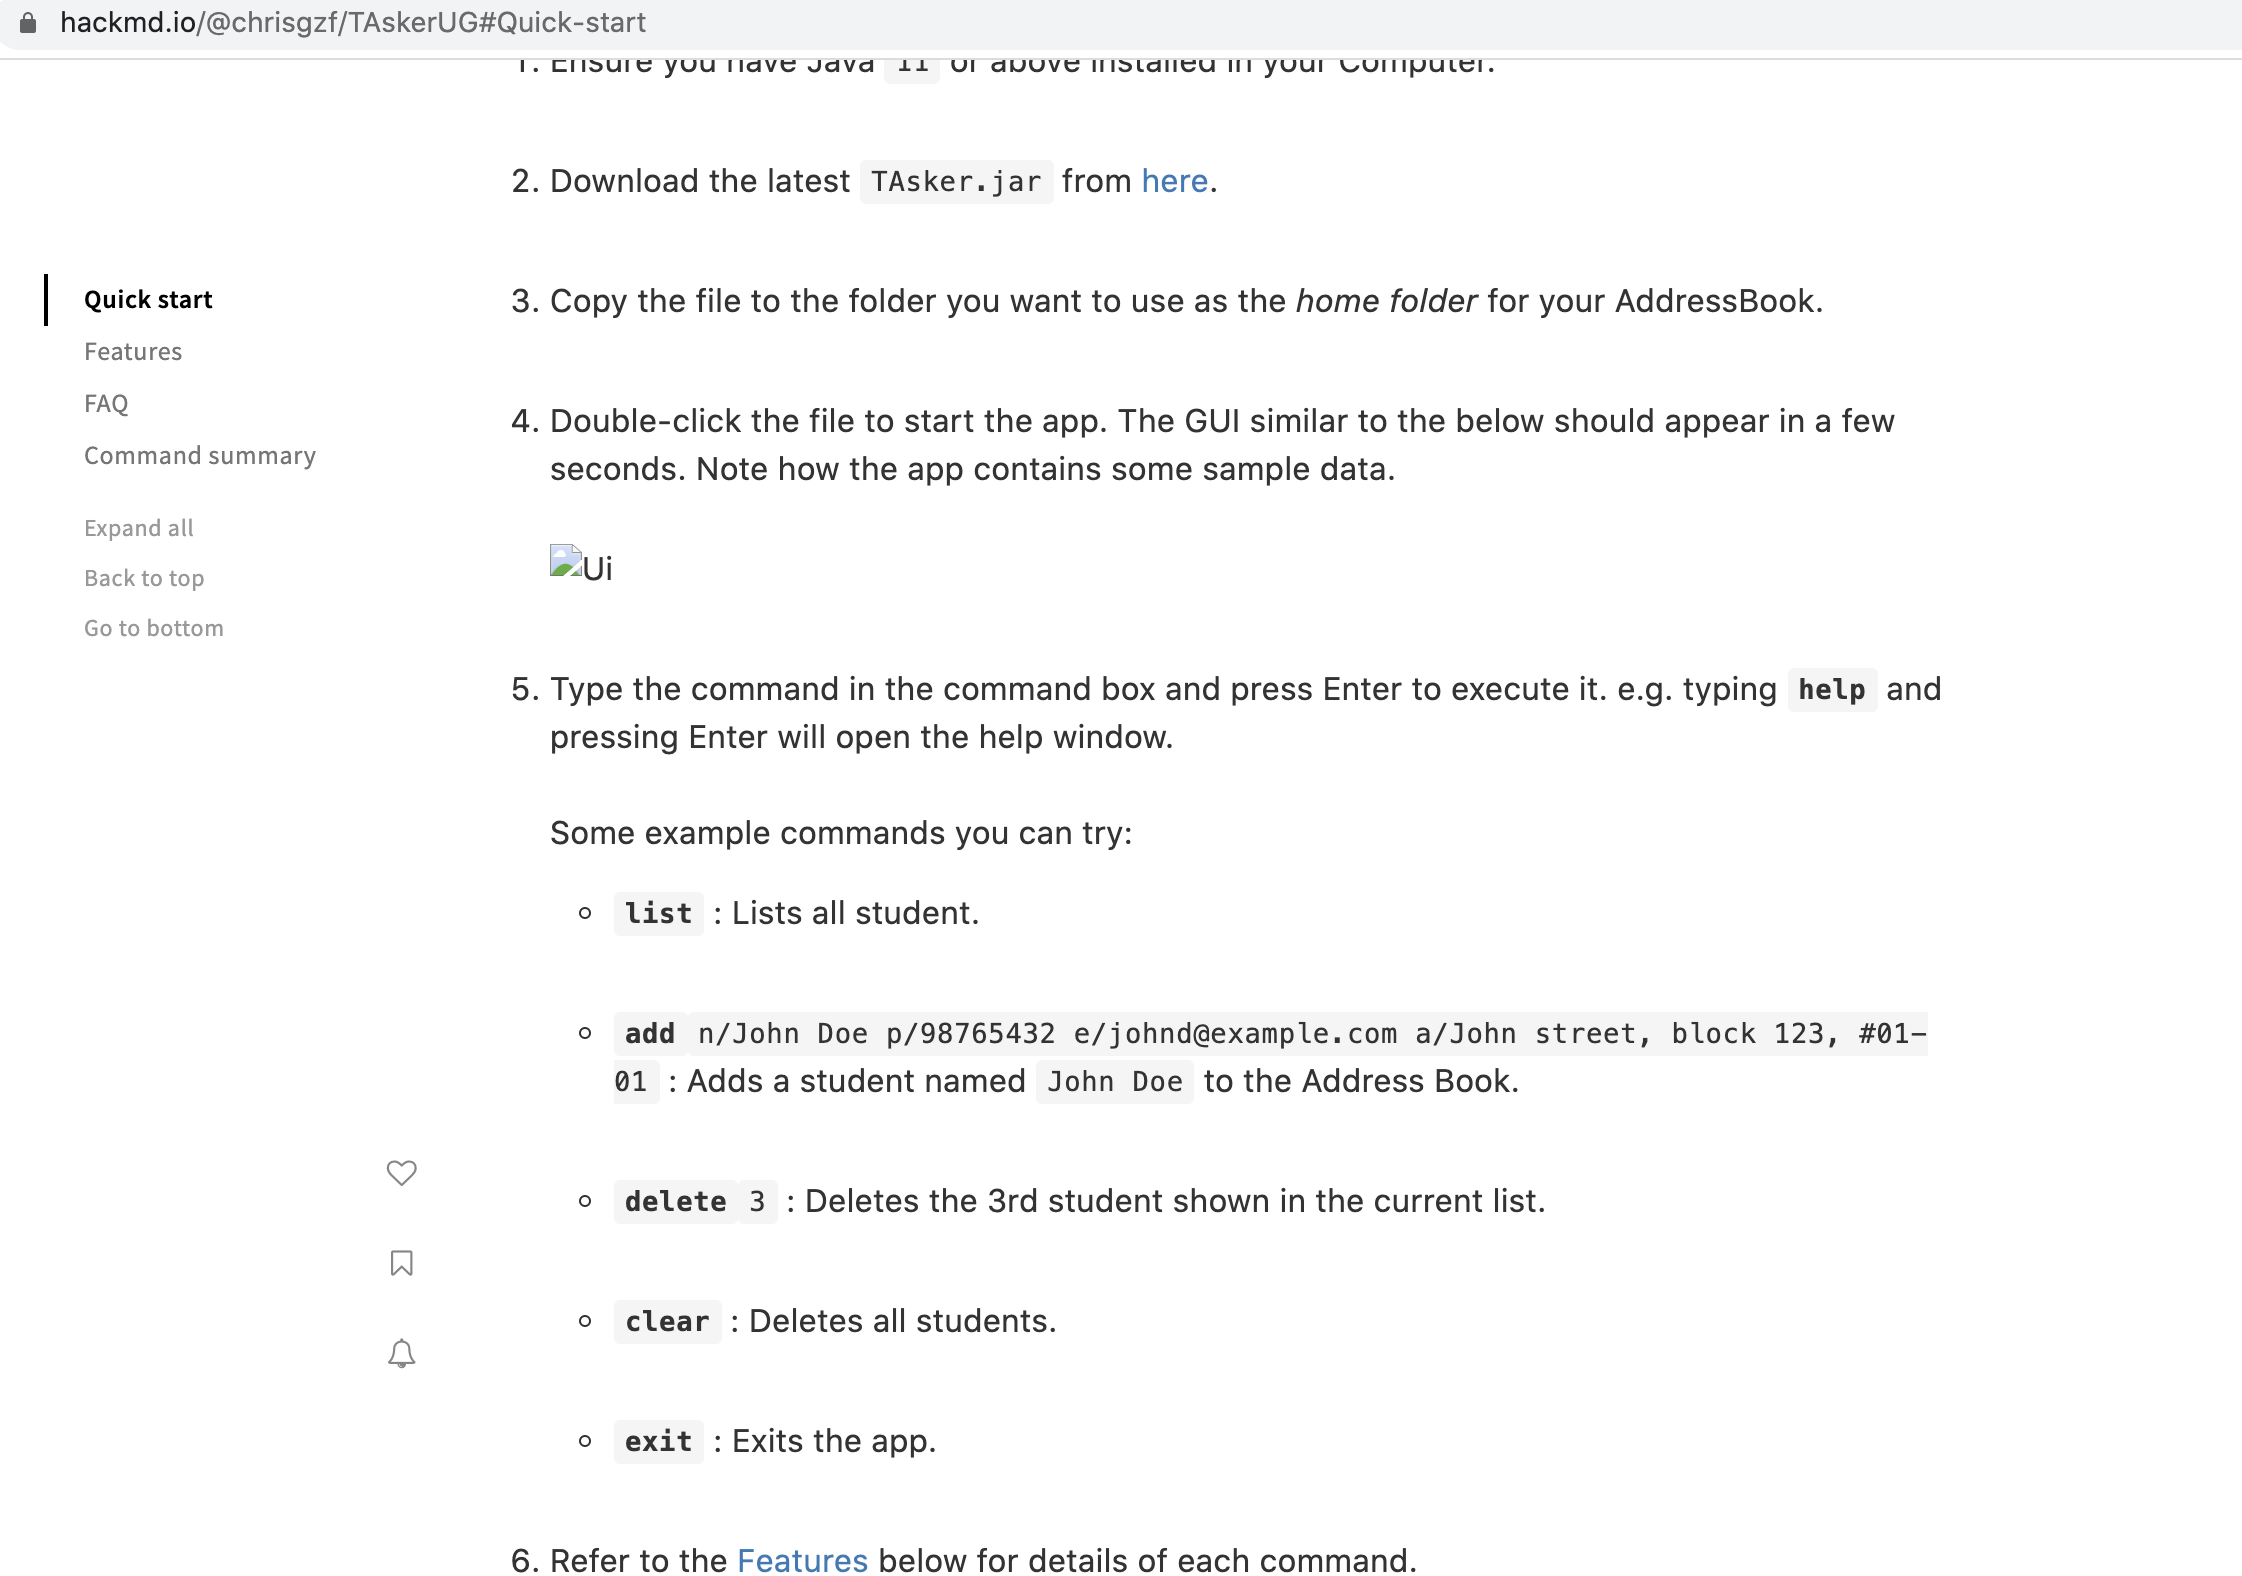 hackmd.io/@chrisgzf/TAskerUG#Quick-start
1. Ensure you have Java 11 or above installed in your Computer.
2. Download the latest TAsker.jar from here.
3. Copy the file to the folder you want to use as the home folder for your AddressBook.
Quick start
Features
FAQ
Command summary
Expand all
Back to top
Go to bottom
4. Double-click the file to start the app. The GUI similar to the below should appear in a few
seconds. Note how the app contains some sample data.
Ui
5. Type the command in the command box and press Enter to execute it. e.g. typing help and
pressing Enter will open the help window.
Some example commands you can try:
list : Lists all student.
add n/John Doe p/98765432 e/johnd@example.com a/John street, block 123, #01-
01 : Adds a student named John Doe to the Address Book.
delete 3 : Deletes the 3rd student shown in the current list.
clear : Deletes all students.
exit : Exits the app.
6. Refer to the Features below for details of each command.